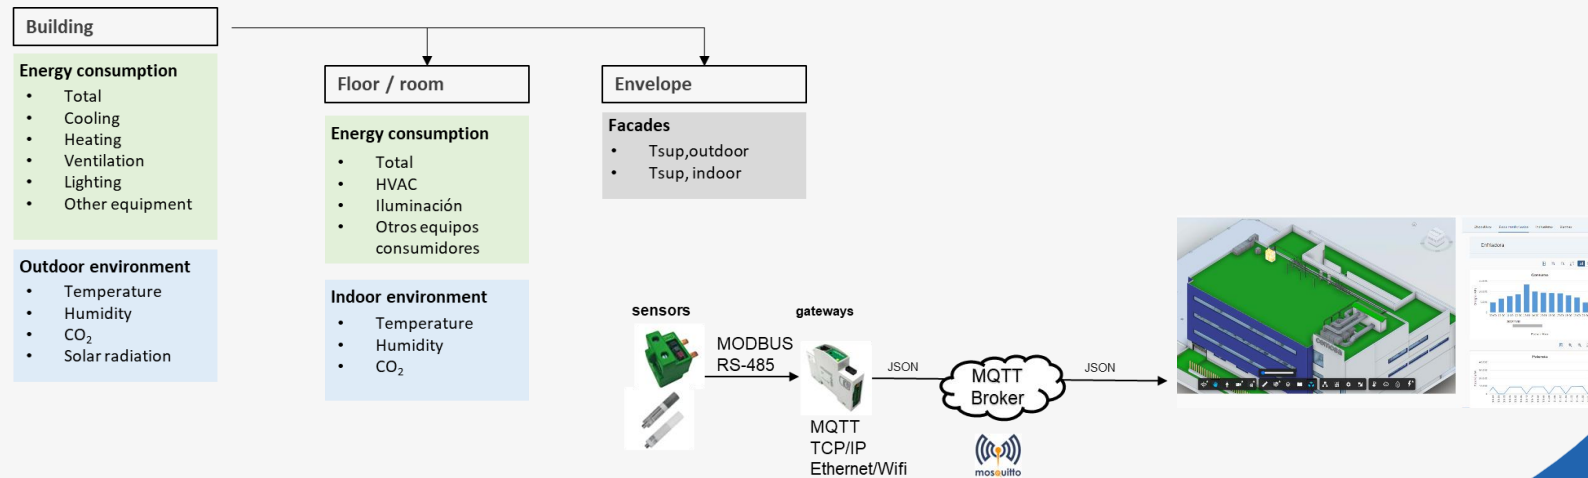 Building
Energy consumption
• Total
• Cooling
• Heating
• Ventilation
• Lighting
• Other equipment
Outdoor environment
• Temperature
• Humidity
• CO₂
• Solar radiation
Floor / room
Energy consumption
• Total
• HVAC
• Iluminación
• Otros equipos
consumidores
Indoor environment
• Temperature
• Humidity
• CO₂
Envelope
Facades
• Tsup,outdoor
• Tsup, indoor
sensors
MODBUS
RS-485
gateways
MQTT
TCP/IP
Ethernet/Wifi
JSON
MQTT
Broker
mosquitto
JSON
cemosa
Enfriadora